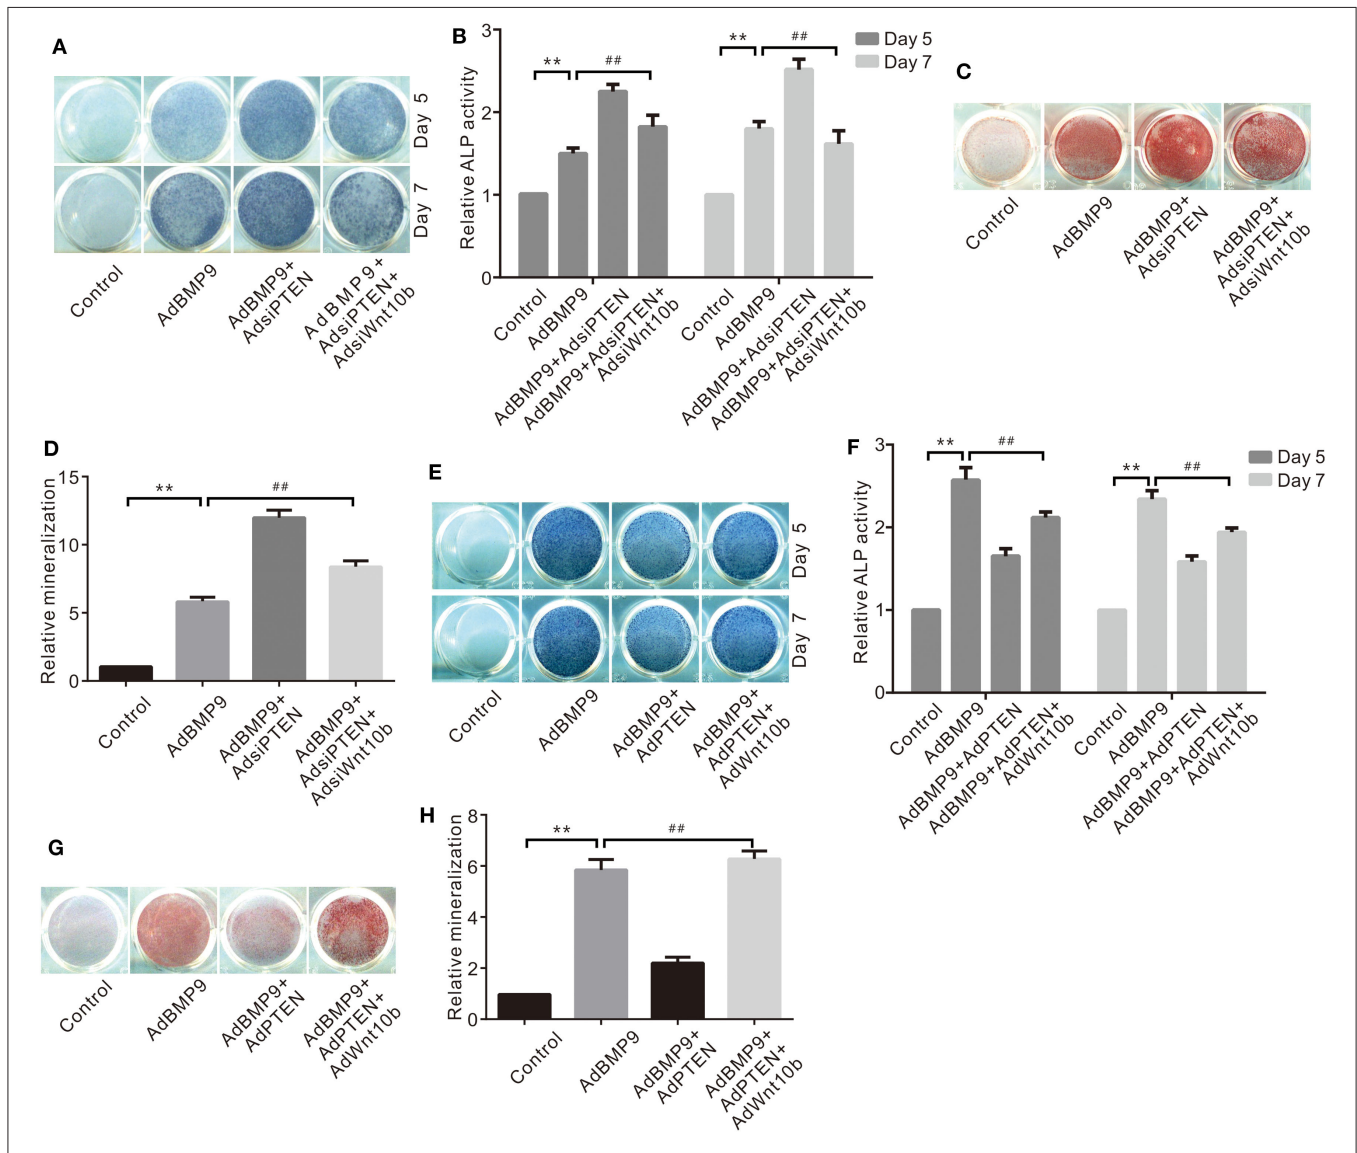 A
Day 5
Day 7
Control
AdBMP9
AdBMP9+
AdsiPTEN
AdBMP9+
AdsiPTEN+
AdsiWnt10b
B
Relative ALP activity
3
2
1
0
** ##
** ##
Day 5
Day 7
Control
AdBMP9
AdBMP9+AdsiPTEN
AdBMP9+AdsiPTEN+
AdsiWnt10b
Control
AdBMP9
AdBMP9+AdsiPTEN
AdBMP9+AdsiPTEN+
AdsiWnt10b
C
Control
AdBMP9
AdBMP9+
AdsiPTEN
AdBMP9+
AdsiPTEN+
AdsiWnt10b
D
Relative mineralization
15
10
5
0
** ##
Control
AdBMP9
AdBMP9+
AdsiPTEN
AdBMP9+
AdsiPTEN+
AdsiWnt10b
E
Day 5
Day 7
Control
AdBMP9
AdBMP9+
AdPTEN
AdBMP9+
AdPTEN+
AdWnt10b
F
Relative ALP activity
3
2
1
0
** ##
** ##
Day 5
Day 7
Control
AdBMP9
AdBMP9+AdPTEN
AdBMP9+AdPTEN+
AdWnt10b
Control
AdBMP9
AdBMP9+AdPTEN
AdBMP9+AdPTEN+
AdWnt10b
G
Control
AdBMP9
AdBMP9+
AdPTEN
AdBMP9+
AdPTEN+
AdWnt10b
H
Relative mineralization
8
6
4
2
0
** ##
Control
AdBMP9
AdBMP9+
AdPTEN
AdBMP9+
AdPTEN+
AdWnt10b